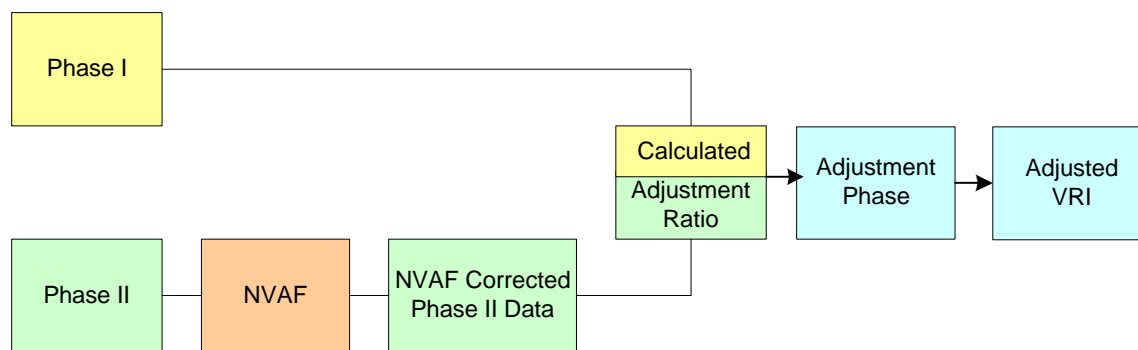 Phase I
Calculated
Adjustment
Ratio
Adjustment
Phase
Adjusted
VRI
Phase II
NVAF
NVAF Corrected
Phase II Data